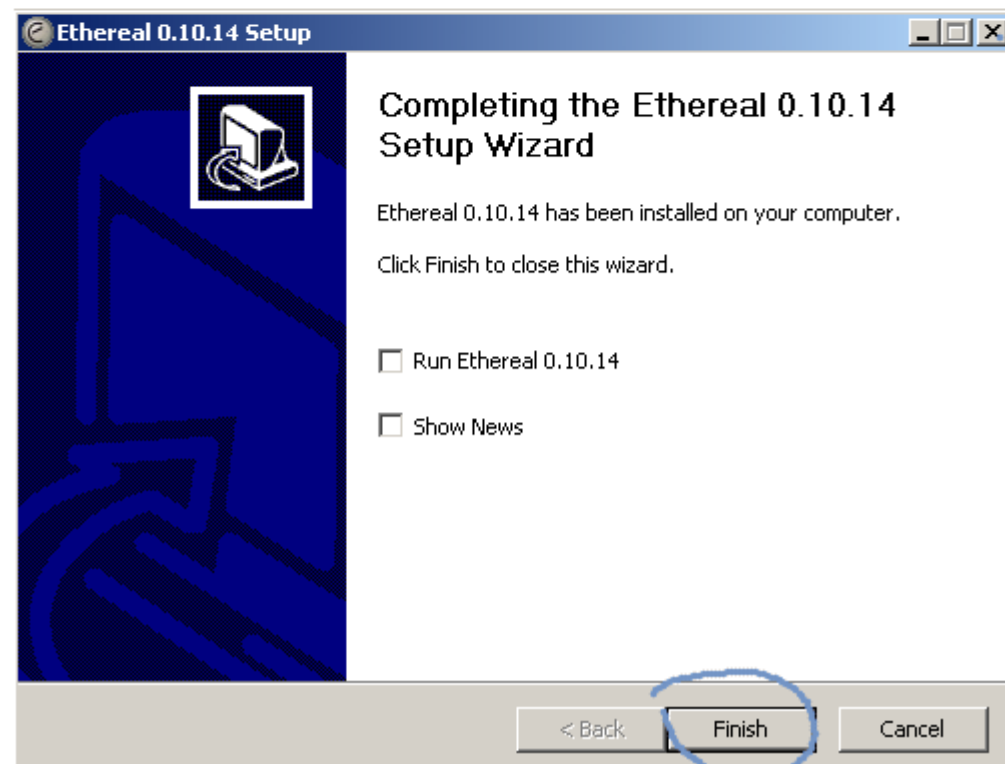 Ethereal 0.10.14 Setup
Completing the Ethereal 0.10.14
Setup Wizard
Ethereal 0.10.14 has been installed on your computer.
Click Finish to close this wizard.
Run Ethereal 0.10.14
Show News
< Back Finish Cancel